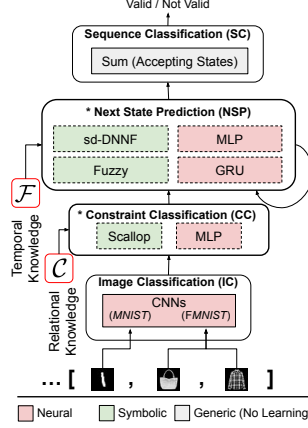 Valid / Not Valid
Sequence Classification (SC)
Sum (Accepting States)
* Next State Prediction (NSP)
sd-DNNF
MLP
Fuzzy
GRU
ℱ
Temporal
Knowledge
* Constraint Classification (CC)
Scallop
MLP
𝒞
Relational
Knowledge
Image Classification (IC)
CNNs
(MNIST)
(FMNIST)
... [ , , ]
Neural
Symbolic
Generic (No Learning